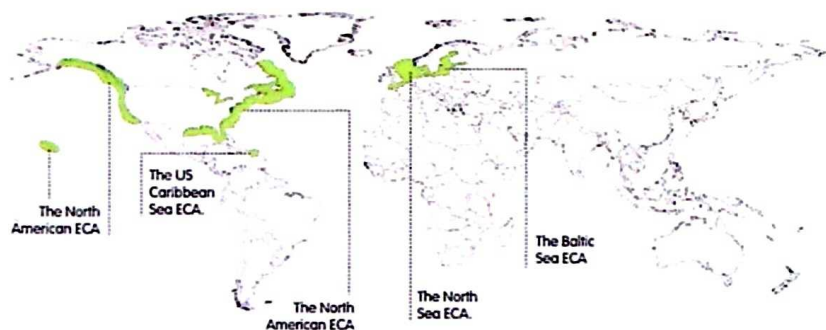 The North
American ECA
The US
Caribbean
Sea ECA.
The North
American ECA
The North
Sea ECA.
The Baltic
Sea ECA